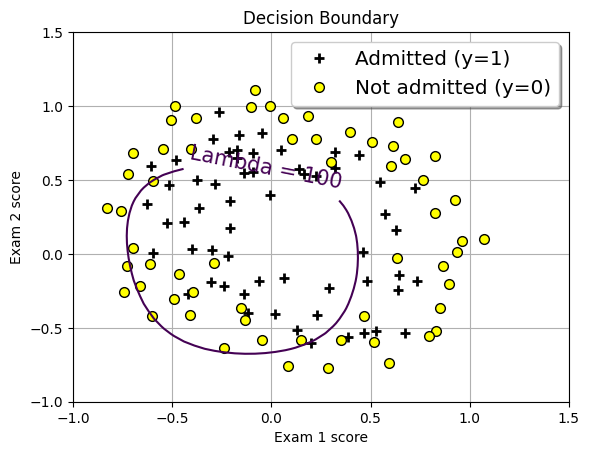 Decision Boundary
1.5
1.0
0.5
0.0
−0.5
−1.0
Exam 2 score
Admitted (y=1)
Not admitted (y=0)
Lambda = 100
−1.0 −0.5 0.0 0.5 1.0 1.5
Exam 1 score